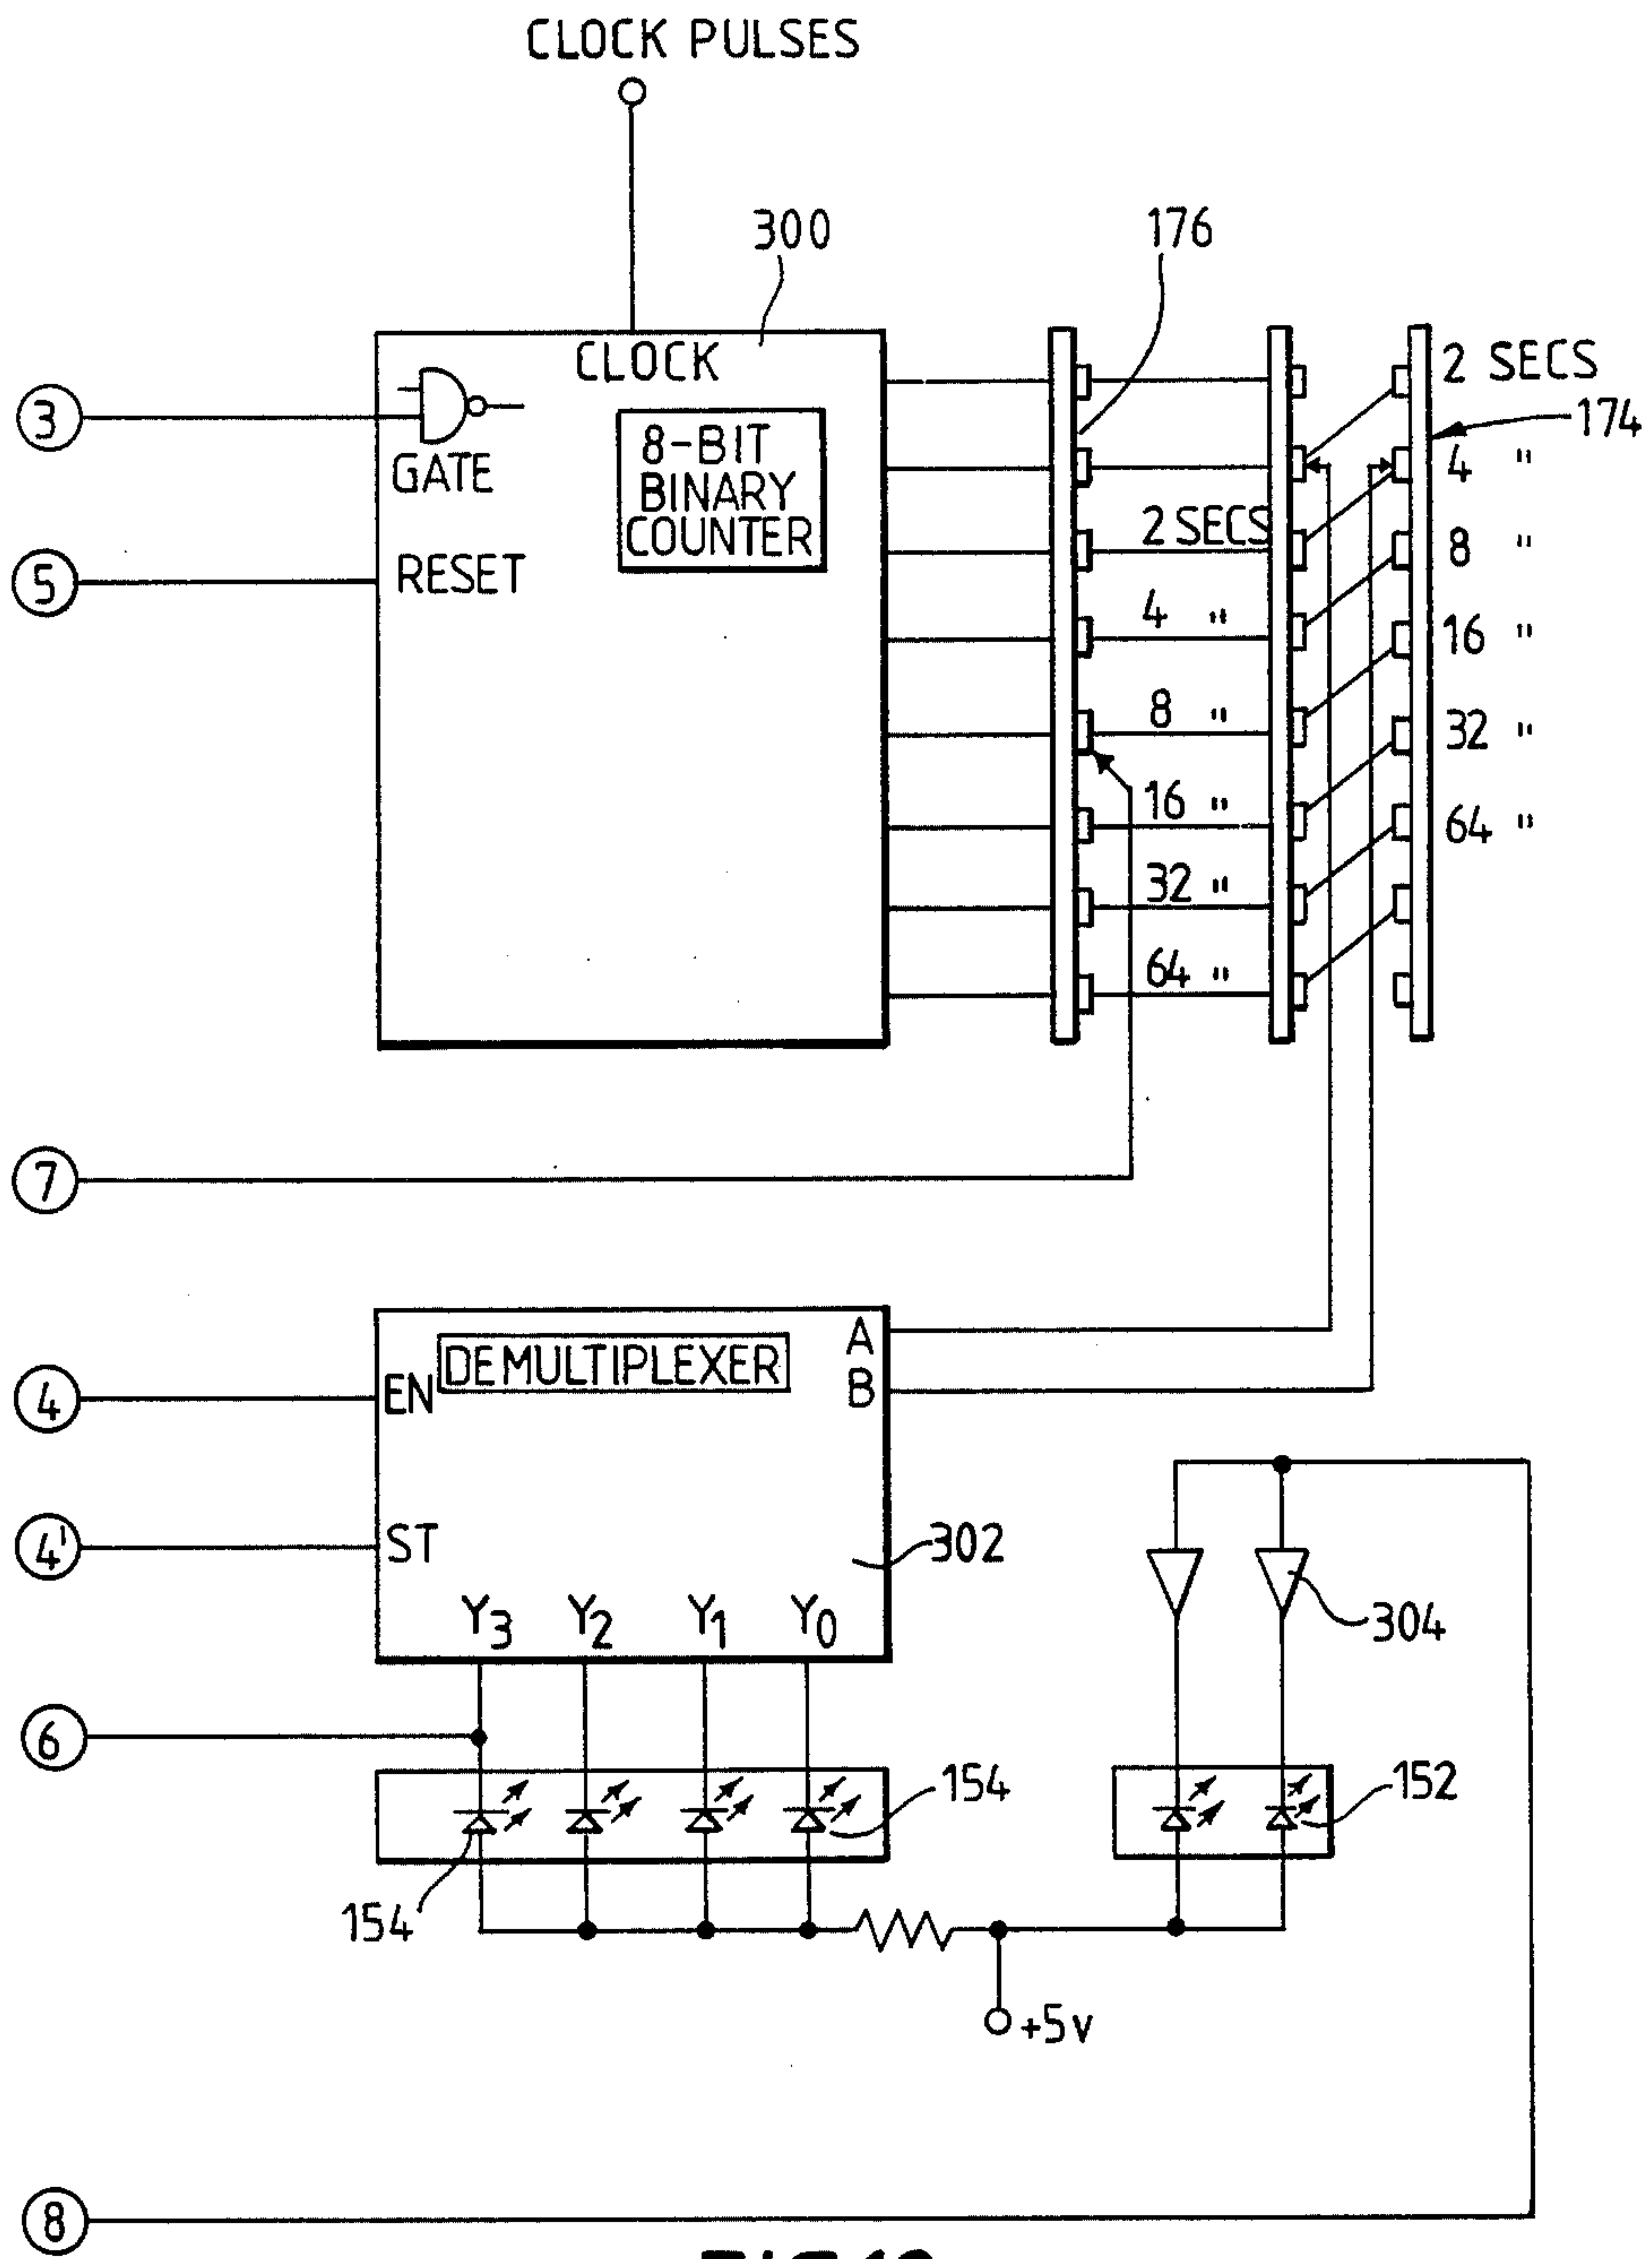 CLOCK PULSES
300
176
CLOCK
3
GATE
8-BIT
BINARY
COUNTER
5
RESET
2 SECS
4 "
8 "
16 "
32 "
64 "
2 SECS
174
4 "
8 "
16 "
32 "
64 "
7
DEMULTIPLEXER
A
B
4
EN
4'
ST
302
Y3 Y2 Y1 Y0
304
6
154
152
154
+5v
8